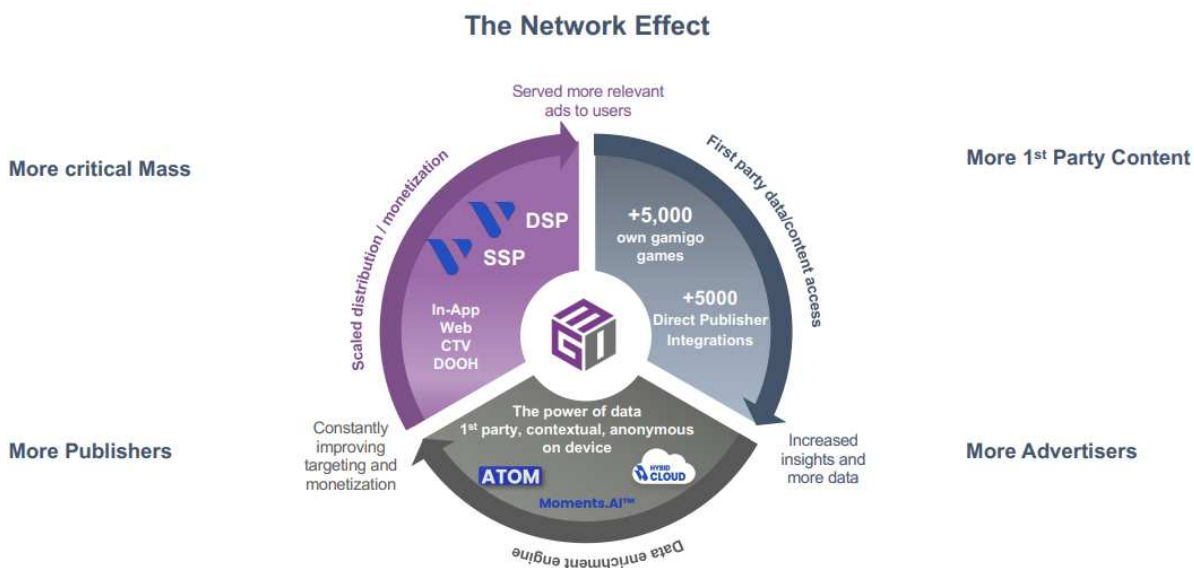 The Network Effect
Served more relevant
ads to users
More critical Mass
More 1st Party Content
Scaled distribution / monetization
First party data/content access
DSP
SSP
In-App
Web
CTV
DOOH
+5,000
own gamigo
games
+5000
Direct Publisher
Integrations
MGI
The power of data
1st party, contextual, anonymous
on device
ATOM
HYBID
CLOUD
Moments.AI™
Constantly
improving
targeting and
monetization
Increased
insights and
more data
More Publishers
More Advertisers
Data enrichment engine